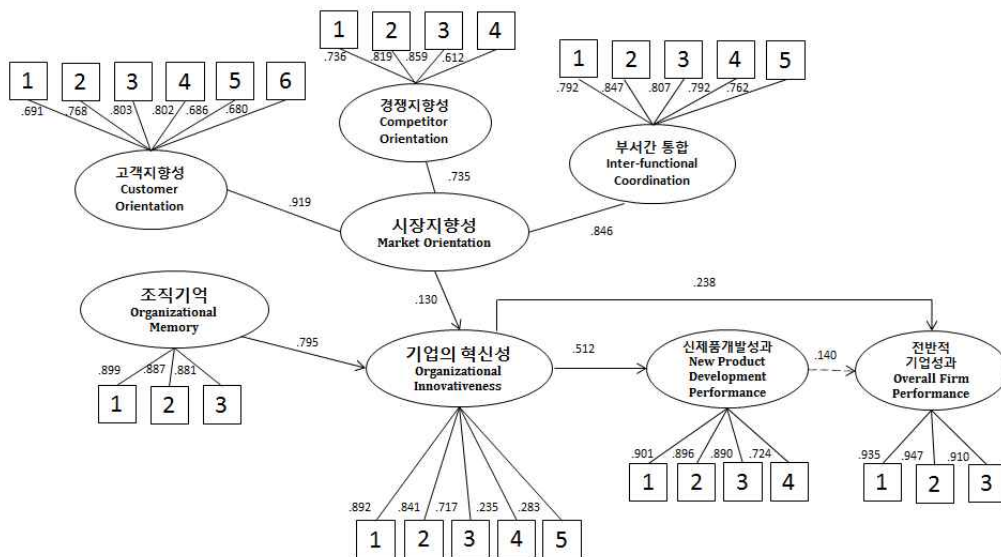 1 2 3 4
.736 .819 .859 .612
경쟁지향성
Competitor
Orientation
1 2 3 4 5 6
.691 .768 .803 .802 .686 .680
고객지향성
Customer
Orientation
1 2 3 4 5
.792 .847 .807 .792 .762
부서간 통합
Inter-functional
Coordination
.919
.735
.846
시장지향성
Market Orientation
.130
조직기억
Organizational
Memory
.795
.899 .887 .881
1 2 3
기업의 혁신성
Organizational
Innovativeness
.892 .841 .717 .235 .283
1 2 3 4 5
.238
.512
신제품개발성과
New Product
Development
Performance
.901 .896 .890 .724
1 2 3 4
.140
전반적
기업성과
Overall Firm
Performance
.935 .947 .910
1 2 3